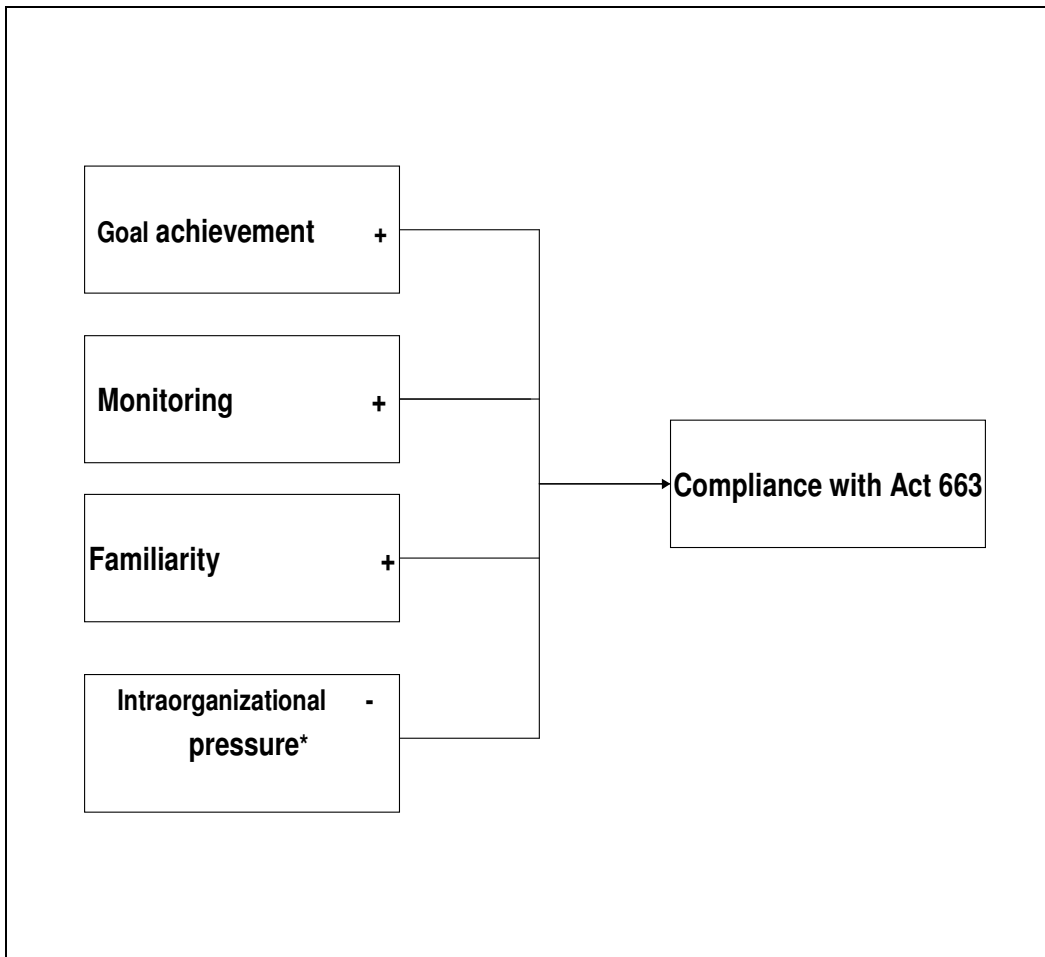 Goal achievement +
Monitoring +
Familiarity +
Intraorganizational -
pressure*
Compliance with Act 663